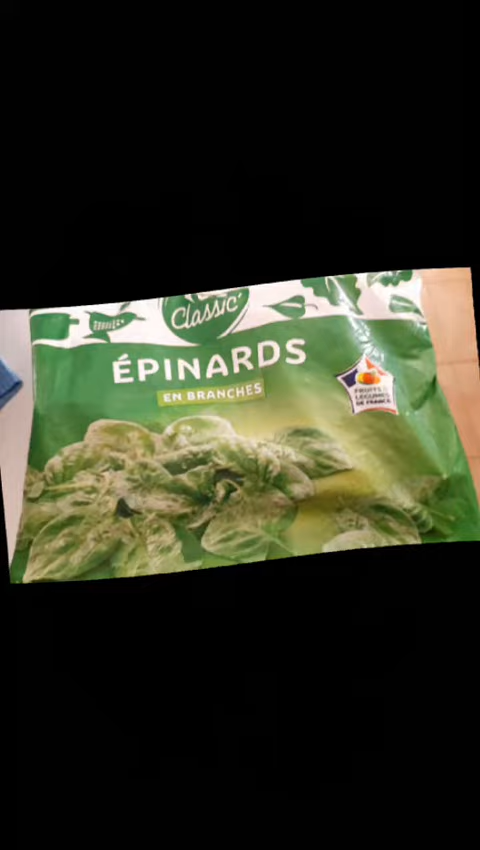 Classic'
ÉPINARDS
EN BRANCHES
FRUITS &
LÉGUMES
DE FRANCE